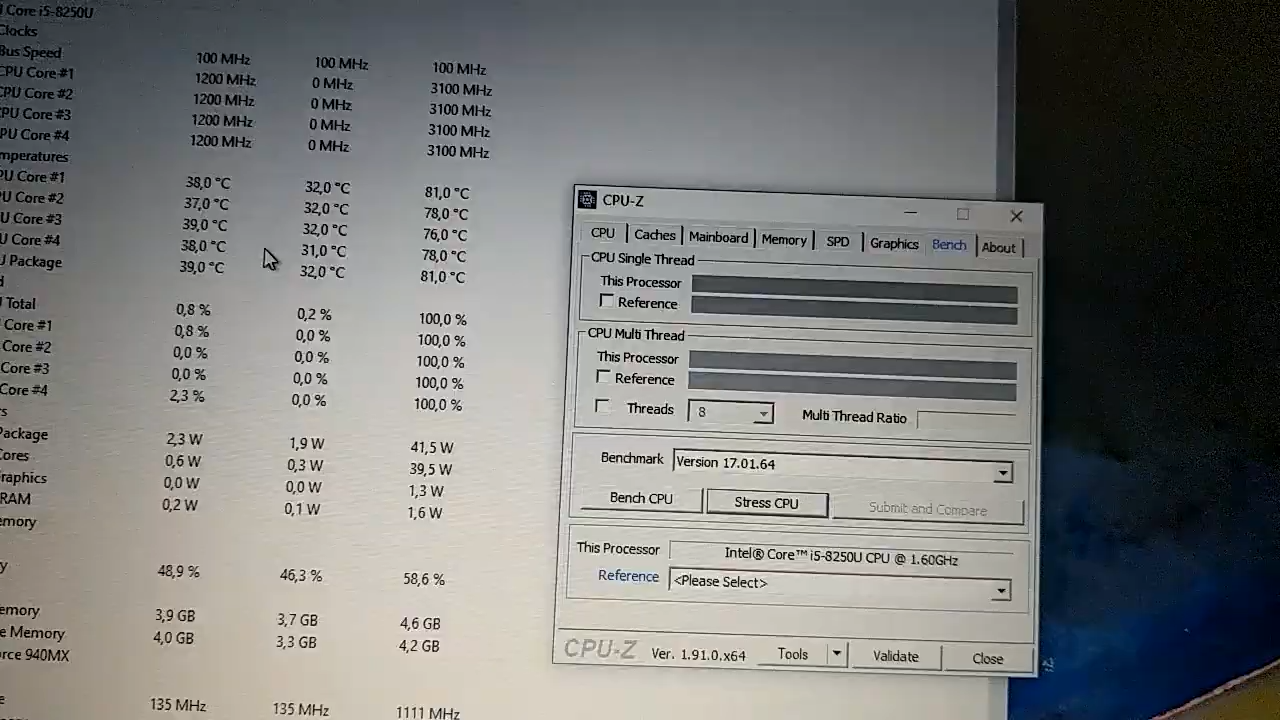 Core i5-8250U
Clocks
Bus Speed 100 MHz 100 MHz 100 MHz
CPU Core #1 1200 MHz 0 MHz 3100 MHz
CPU Core #2 1200 MHz 0 MHz 3100 MHz
CPU Core #3 1200 MHz 0 MHz 3100 MHz
PU Core #4 1200 MHz 0 MHz 3100 MHz
mperatures
PU Core #1 38,0 °C 32,0 °C 81,0 °C
PU Core #2 37,0 °C 32,0 °C 78,0 °C
U Core #3 39,0 °C 32,0 °C 76,0 °C
U Core #4 38,0 °C 31,0 °C 78,0 °C
U Package 39,0 °C 32,0 °C 81,0 °C
d
U Total 0,8 % 0,2 % 100,0 %
Core #1 0,8 % 0,0 % 100,0 %
Core #2 0,0 % 0,0 % 100,0 %
Core #3 0,0 % 0,0 % 100,0 %
Core #4 2,3 % 0,0 % 100,0 %
rs
Package 2,3 W 1,9 W 41,5 W
ores 0,6 W 0,3 W 39,5 W
raphics 0,0 W 0,0 W 1,3 W
RAM 0,2 W 0,1 W 1,6 W
emory
y 48,9 % 46,3 % 58,6 %
emory 3,9 GB 3,7 GB 4,6 GB
e Memory 4,0 GB 3,3 GB 4,2 GB
orce 940MX
e 135 MHz 135 MHz 1111 MHz
CPU-Z
CPU Caches Mainboard Memory SPD Graphics Bench About
CPU Single Thread
This Processor
Reference
CPU Multi Thread
This Processor
Reference
Threads 8 Multi Thread Ratio
Benchmark Version 17.01.64
Bench CPU Stress CPU Submit and Compare
This Processor Intel® Core™ i5-8250U CPU @ 1.60GHz
Reference <Please Select>
CPU-Z Ver. 1.91.0.x64 Tools Validate Close